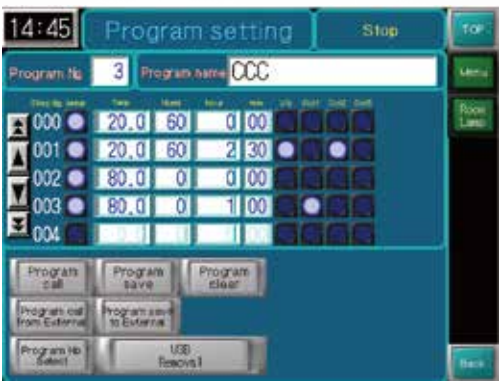 14:45 Program setting Stop TOP
Program № 3 Program name CCC Menu
Room Lamp
000 20.0 60 0 00
001 20.0 60 2 30
002 80.0 0 0 00
003 80.0 0 1 00
004
Program call Program save Program clear
Program call from External Program save to External
Program No Select USB Removal
Back